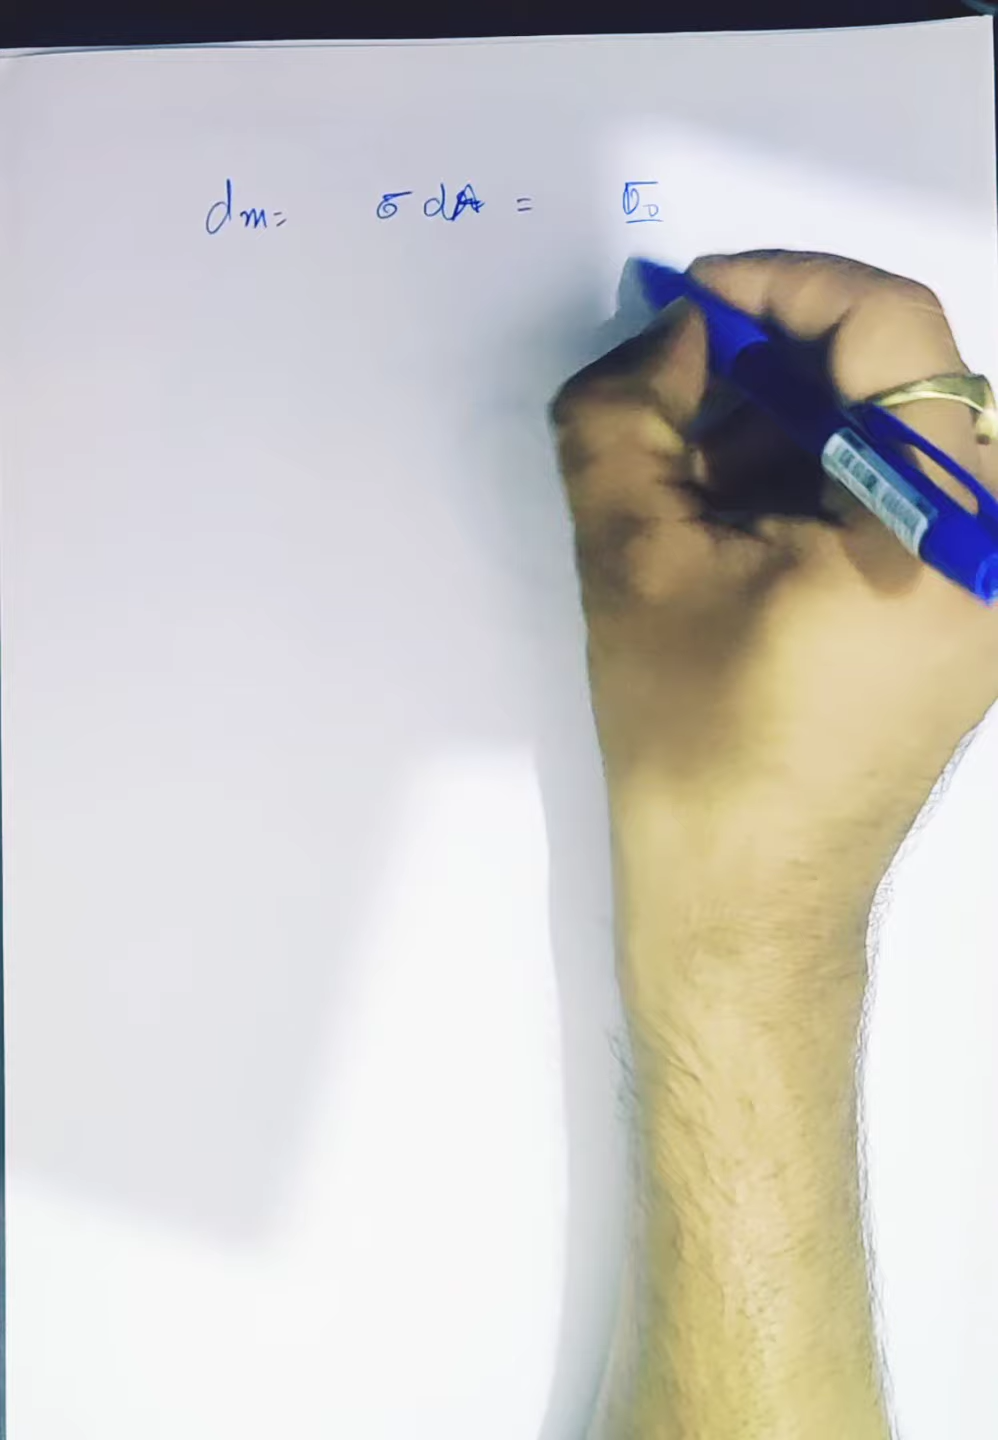 dm= σ dA = σ₀